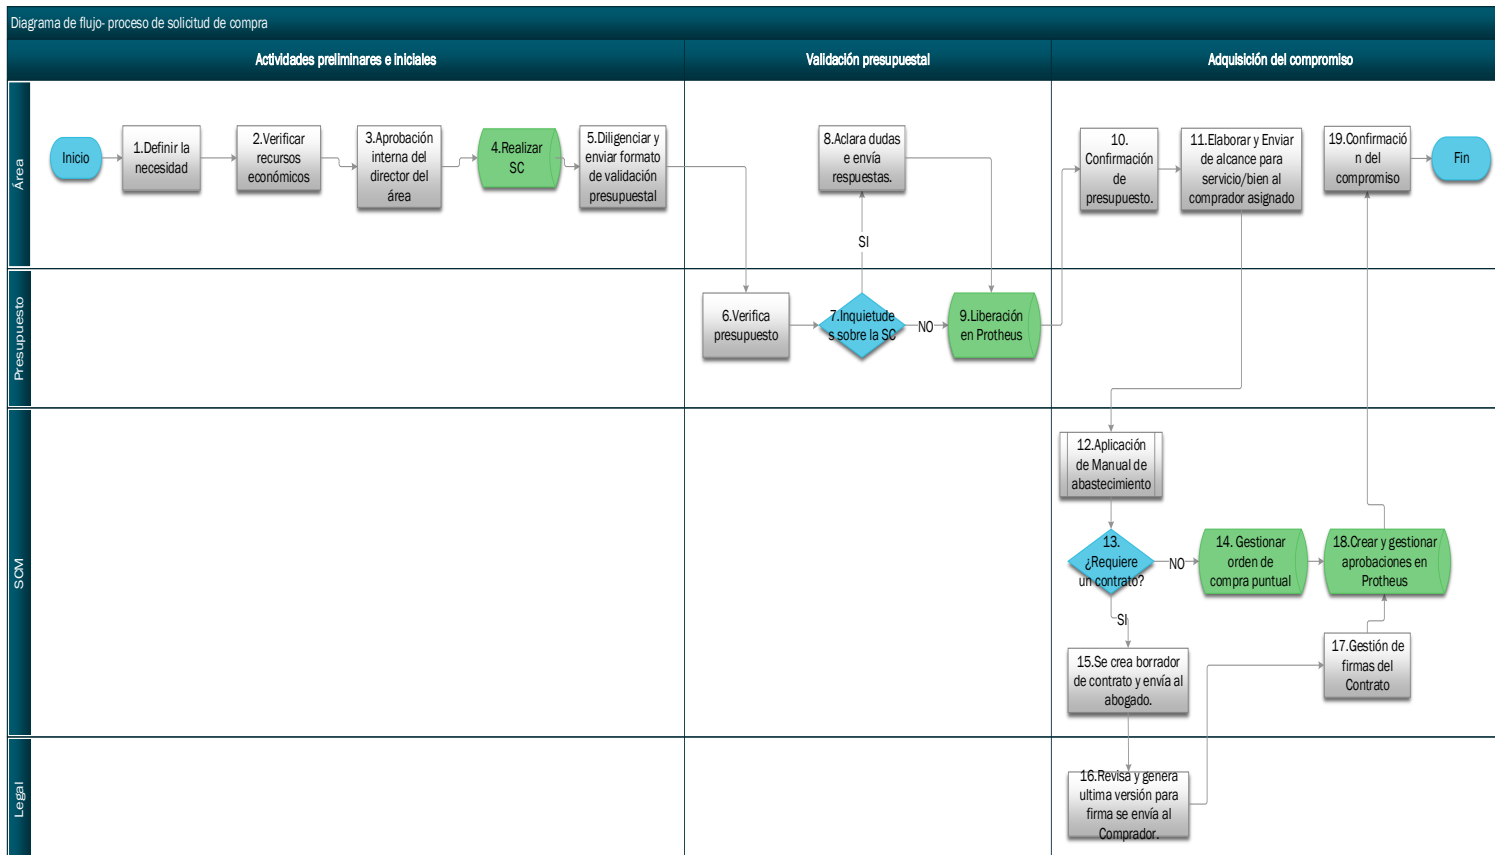 Diagrama de flujo- proceso de solicitud de compra
Actividades preliminares e iniciales
Validación presupuestal
Adquisición del compromiso
Área
Inicio
1.Definir la
necesidad
2.Verificar
recursos
económicos
3.Aprobación
interna del
director del
área
4.Realizar
SC
5.Diligenciar y
enviar formato
de validación
presupuestal
8.Aclara dudas
e envía
respuestas.
10.
Confirmación
de
presupuesto.
11.Elaborar y Enviar
de alcance para
servicio/bien al
comprador asignado
19.Confirmació
n del
compromiso
Fin
SI
Presupuesto
6.Verifica
presupuesto
7.Inquietude
s sobre la SC
NO
9.Liberación
en Protheus
SCM
12.Aplicación
de Manual de
abastecimiento
13.
¿Requiere
un contrato?
NO
14. Gestionar
orden de
compra puntual
18.Crear y gestionar
aprobaciones en
Protheus
SI
15.Se crea borrador
de contrato y envía al
abogado.
17.Gestión de
firmas del
Contrato
Legal
16.Revisa y genera
ultima versión para
firma se envía al
Comprador.